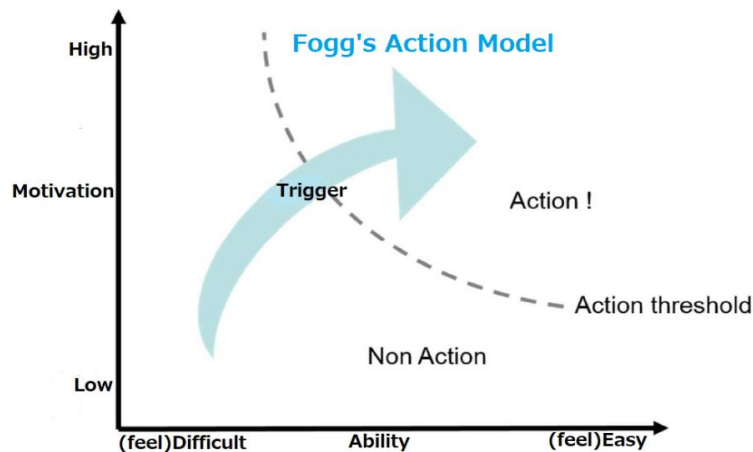 Fogg's Action Model
High
Motivation
Trigger
Action !
Action threshold
Non Action
Low
(feel)Difficult
Ability
(feel)Easy